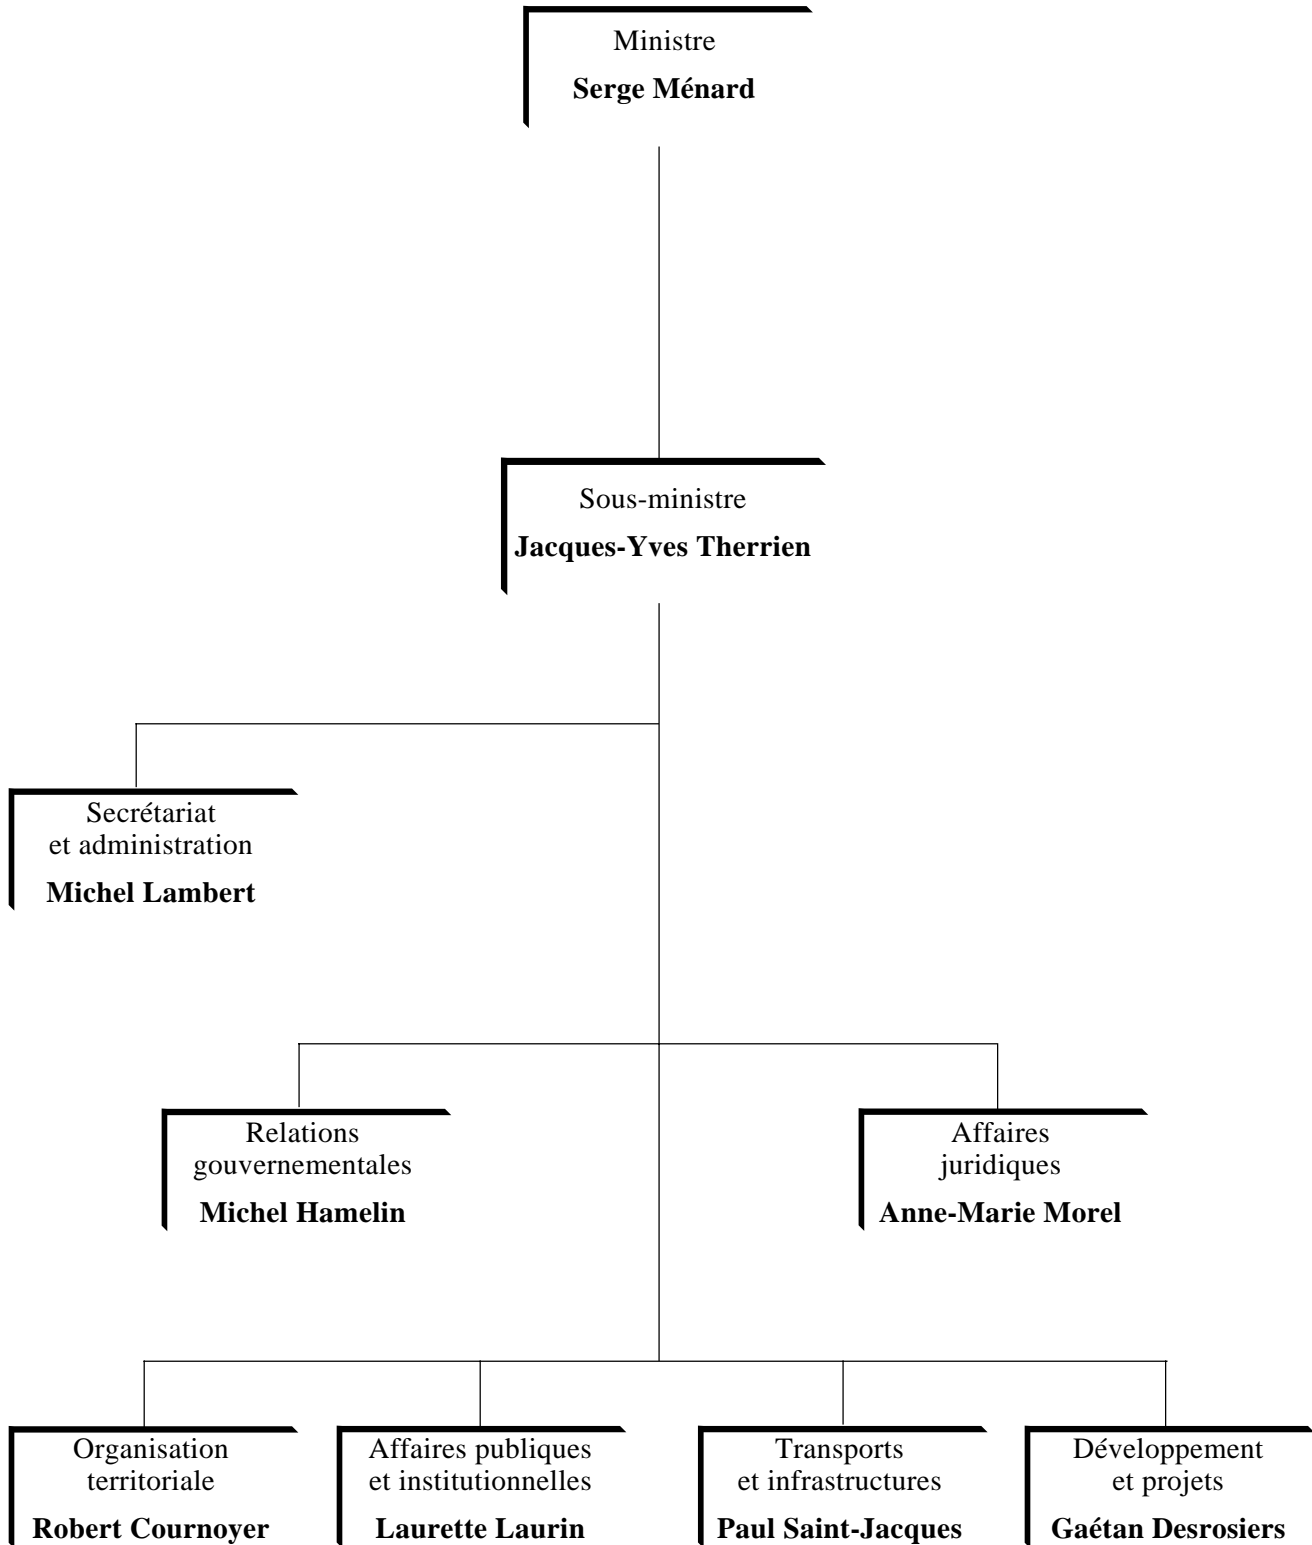 Ministre
Serge Ménard
Sous-ministre
Jacques-Yves Therrien
Secrétariat
et administration
Michel Lambert
Relations
gouvernementales
Michel Hamelin
Affaires
juridiques
Anne-Marie Morel
Organisation
territoriale
Robert Cournoyer
Affaires publiques
et institutionnelles
Laurette Laurin
Transports
et infrastructures
Paul Saint-Jacques
Développement
et projets
Gaétan Desrosiers